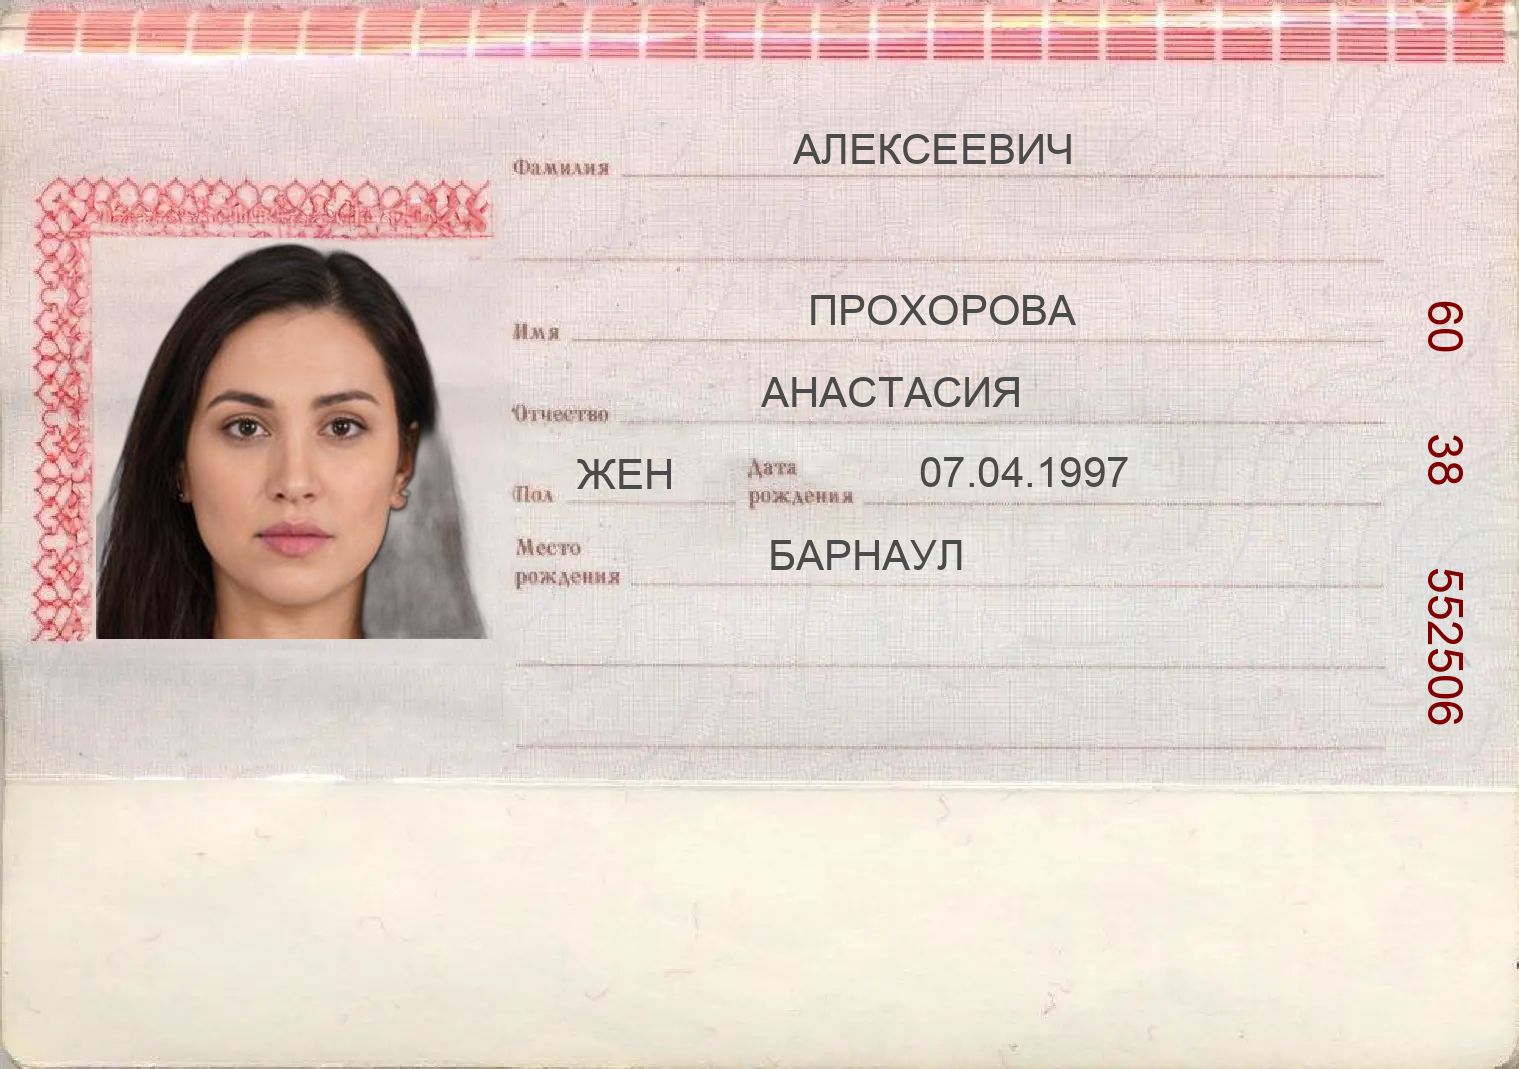 Фамилия АЛЕКСЕЕВИЧ
Имя ПРОХОРОВА
Отчество АНАСТАСИЯ
Пол ЖЕН Дата рождения 07.04.1997
Место рождения БАРНАУЛ
60 38 552506